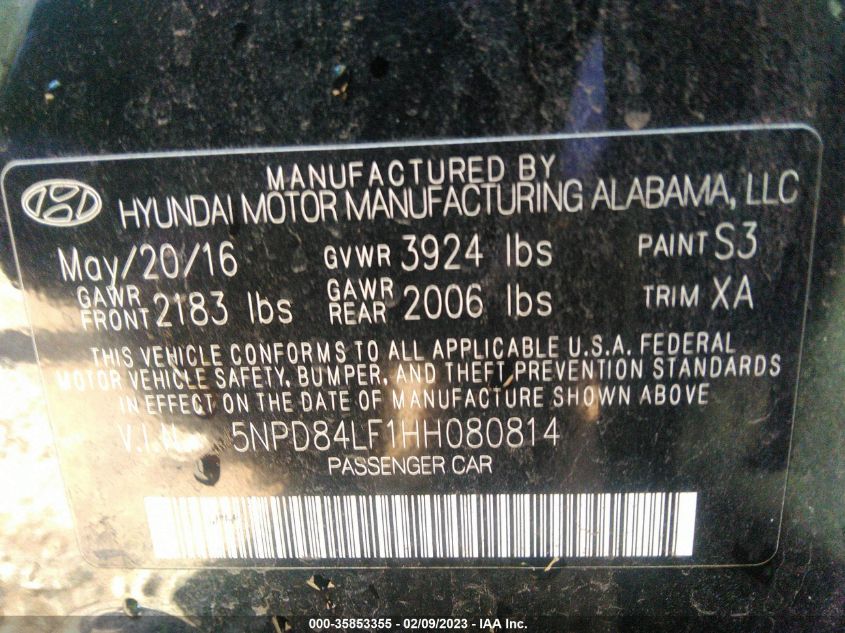 MANUFACTURED BY
HYUNDAI MOTOR MANUFACTURING ALABAMA, LLC
May/20/16 GVWR 3924 lbs PAINT S3
GAWR FRONT 2183 lbs GAWR REAR 2006 lbs TRIM XA
THIS VEHICLE CONFORMS TO ALL APPLICABLE U.S.A. FEDERAL
MOTOR VEHICLE SAFETY, BUMPER, AND THEFT PREVENTION STANDARDS
IN EFFECT ON THE DATE OF MANUFACTURE SHOWN ABOVE
V.I.N. 5NPD84LF1HH080814
PASSENGER CAR
000-35853355 - 02/09/2023 - IAA Inc.